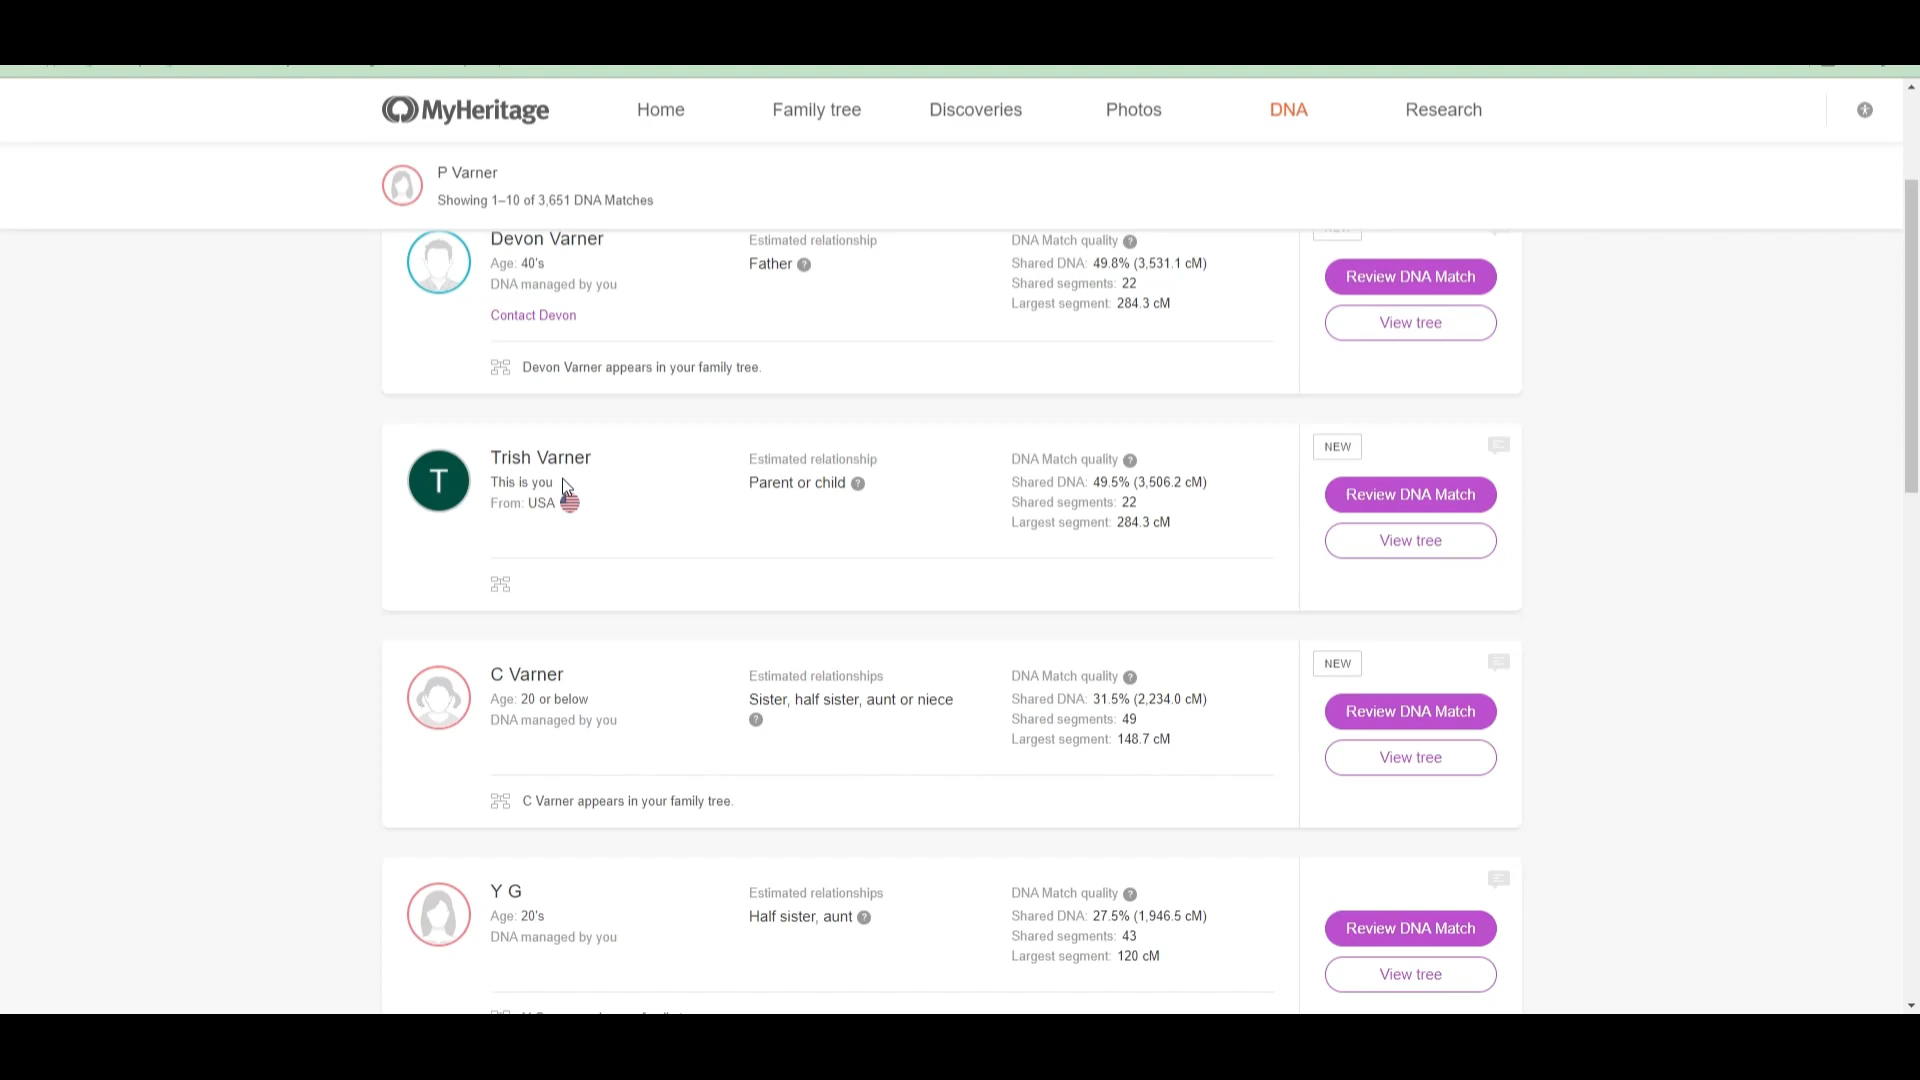 MyHeritage
Home
Family tree
Discoveries
Photos
DNA
Research
P Varner
Showing 1–10 of 3,651 DNA Matches
Devon Varner
Age: 40's
DNA managed by you
Contact Devon
Estimated relationship
Father
DNA Match quality
Shared DNA: 49.8% (3,531.1 cM)
Shared segments: 22
Largest segment: 284.3 cM
Review DNA Match
View tree
Devon Varner appears in your family tree.
T
Trish Varner
This is you
From: USA
Estimated relationship
Parent or child
DNA Match quality
Shared DNA: 49.5% (3,506.2 cM)
Shared segments: 22
Largest segment: 284.3 cM
NEW
Review DNA Match
View tree
C Varner
Age: 20 or below
DNA managed by you
Estimated relationships
Sister, half sister, aunt or niece
DNA Match quality
Shared DNA: 31.5% (2,234.0 cM)
Shared segments: 49
Largest segment: 148.7 cM
NEW
Review DNA Match
View tree
C Varner appears in your family tree.
Y G
Age: 20's
DNA managed by you
Estimated relationships
Half sister, aunt
DNA Match quality
Shared DNA: 27.5% (1,946.5 cM)
Shared segments: 43
Largest segment: 120 cM
Review DNA Match
View tree